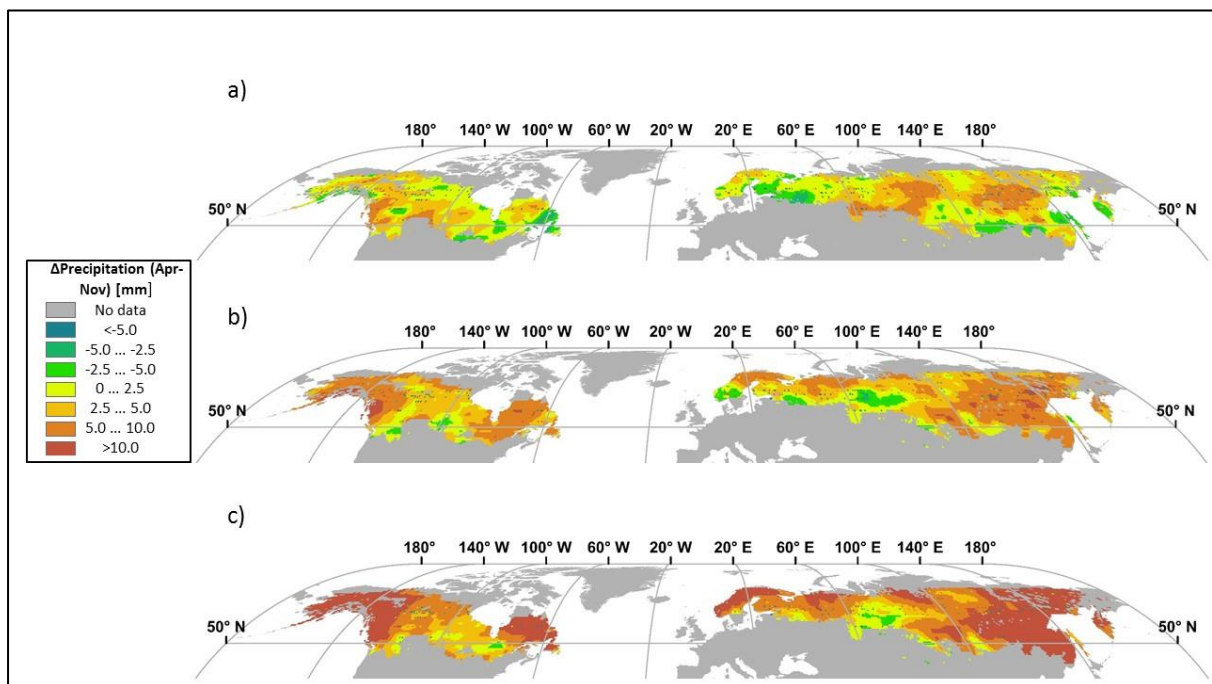 a)
180° 140° W 100° W 60° W 20° W 20° E 60° E 100° E 140° E 180°
50° N 50° N
ΔPrecipitation (Apr-
Nov) [mm]
No data
<-5.0
-5.0 ... -2.5
-2.5 ... -5.0
0 ... 2.5
2.5 ... 5.0
5.0 ... 10.0
>10.0
b)
180° 140° W 100° W 60° W 20° W 20° E 60° E 100° E 140° E 180°
50° N 50° N
c)
180° 140° W 100° W 60° W 20° W 20° E 60° E 100° E 140° E 180°
50° N 50° N